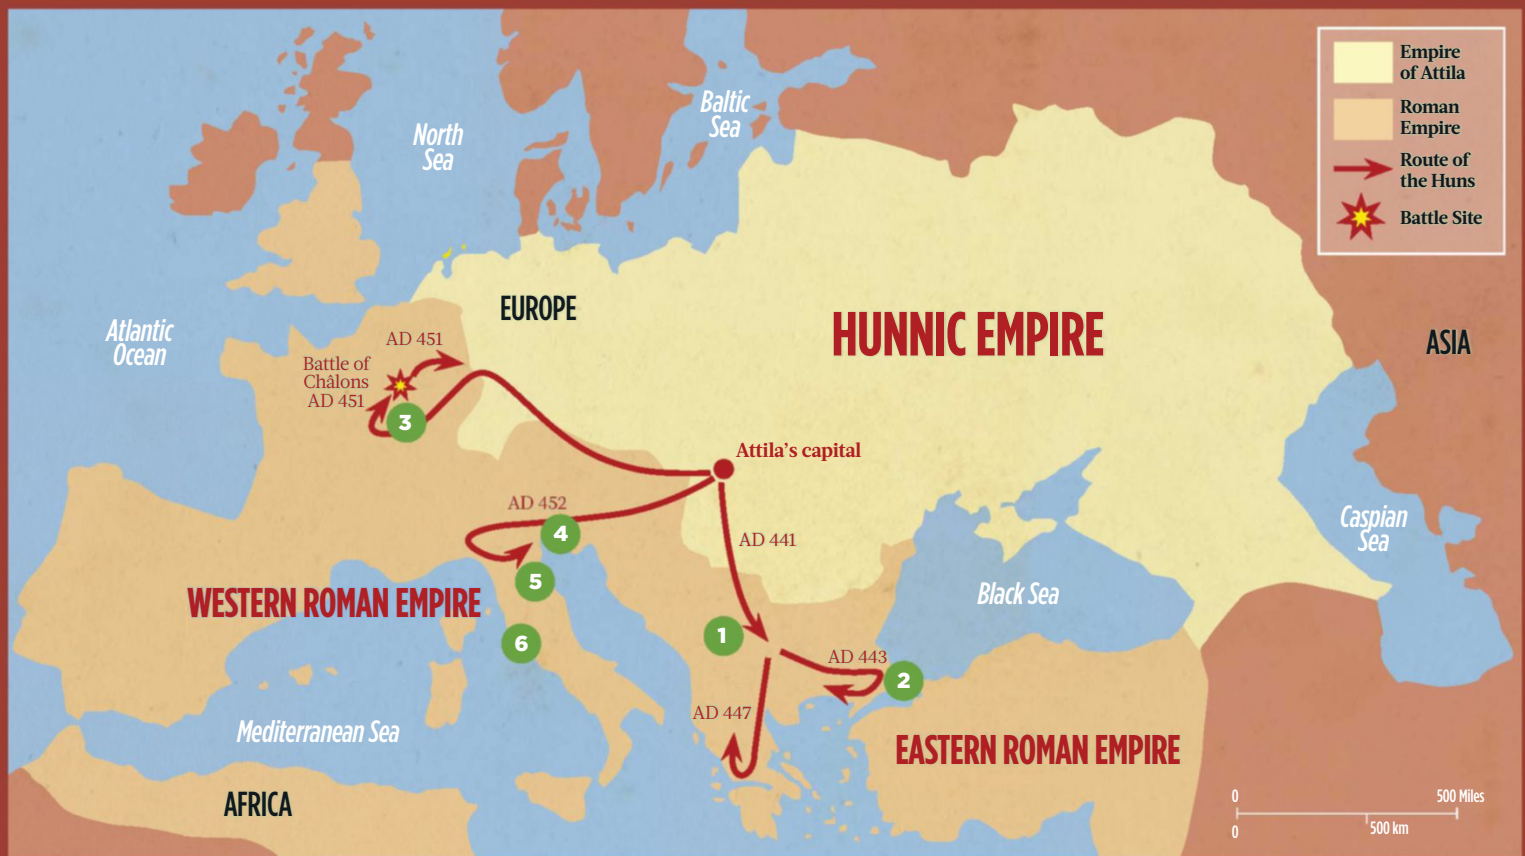 Empire
of Attila
Roman
Empire
Route of
the Huns
Battle Site
North
Sea
Baltic
Sea
Atlantic
Ocean
EUROPE
HUNNIC EMPIRE
ASIA
AD 451
Battle of
Châlons
AD 451
3
Attila's capital
AD 452
4
5
6
AD 441
Caspian
Sea
Black Sea
WESTERN ROMAN EMPIRE
1
AD 443
2
AD 447
Mediterranean Sea
EASTERN ROMAN EMPIRE
AFRICA
0
500 Miles
0
500 km